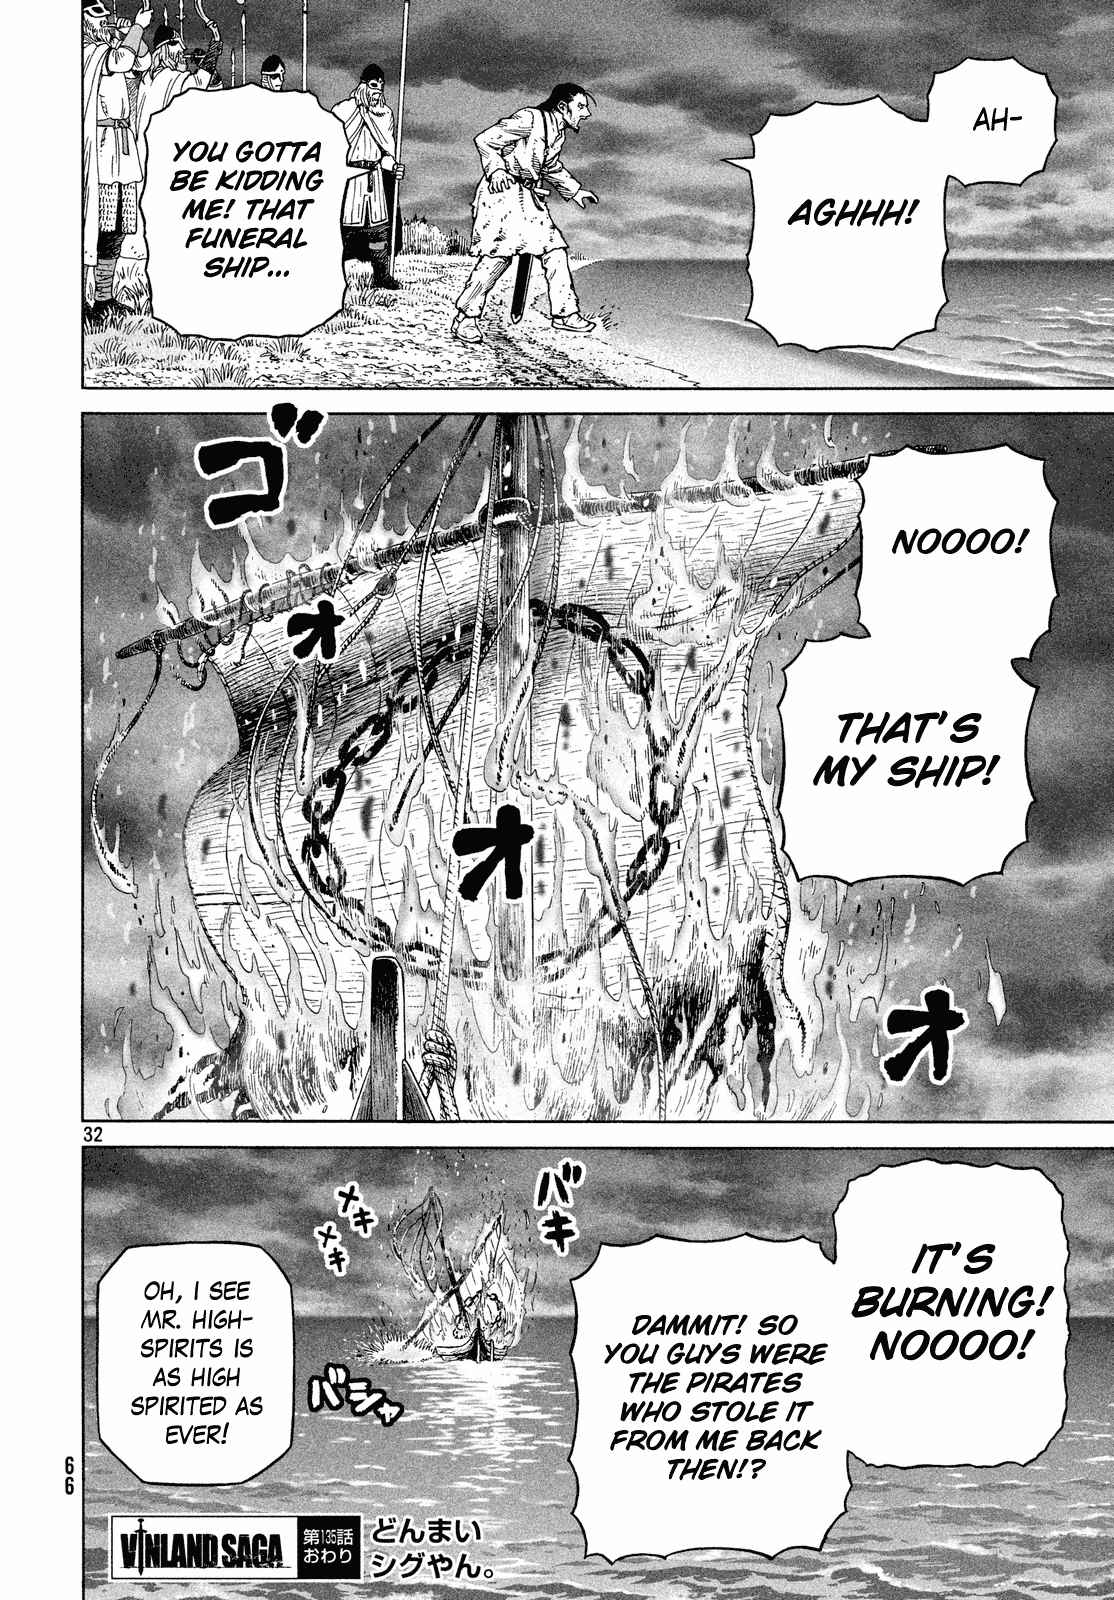 AH-
AGHHH!
YOU GOTTA
BE KIDDING
ME! THAT
FUNERAL
SHIP...
ゴ
オ
オ
オ
NOOOO!
THAT'S
MY SHIP!
32
IT'S
BURNING!
NOOOO!
DAMMIT! SO
YOU GUYS WERE
THE PIRATES
WHO STOLE IT
FROM ME BACK
THEN!?
バキ
メキ
メキ
バシャ
OH, I SEE
MR. HIGH-
SPIRITS IS
AS HIGH
SPIRITED AS
EVER!
66
VINLAND SAGA
第135話
おわり
どんまい
シグやん。